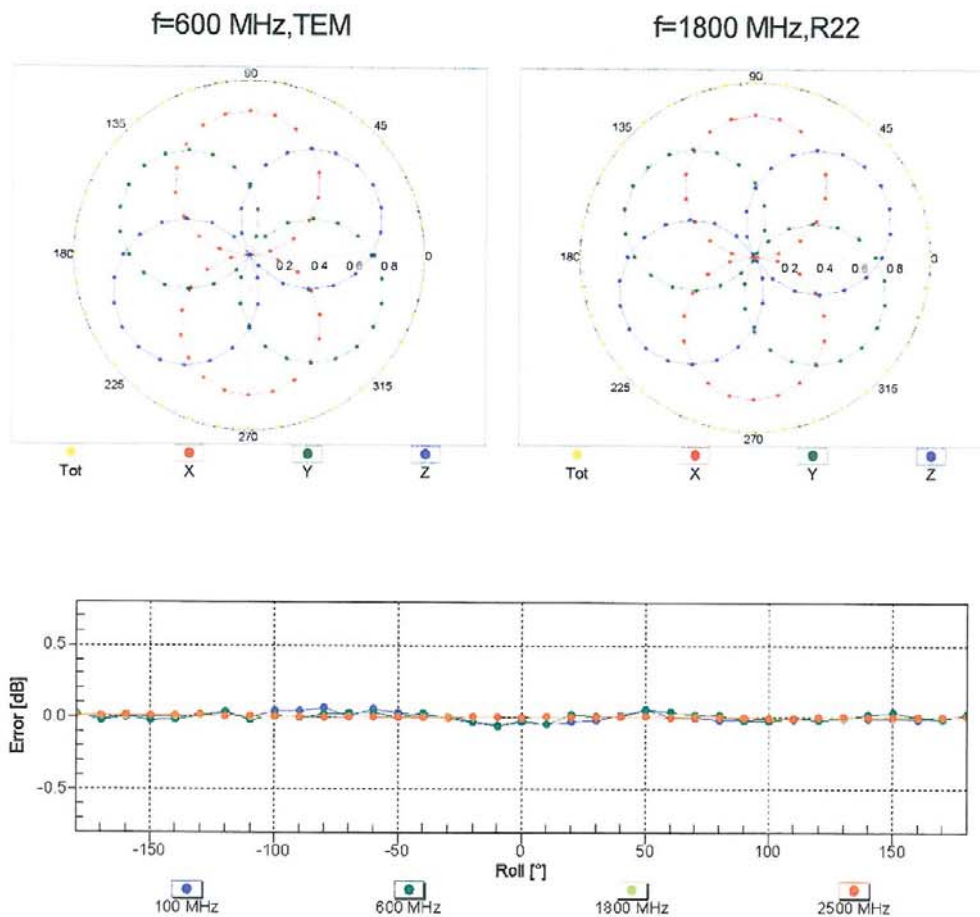 f=600 MHz,TEM
f=1800 MHz,R22
90
135
45
180
0 2
0 4
0 6
0 8
0
225
315
270
Tot
X
Y
Z
90
135
45
180
0 2
0 4
0 6
0 8
0
225
315
270
Tot
X
Y
Z
Error [dB]
0.5
0.0
-0.5
-150
-100
-50
0
50
100
150
Roll [°]
100 MHz
600 MHz
1800 MHz
2500 MHz